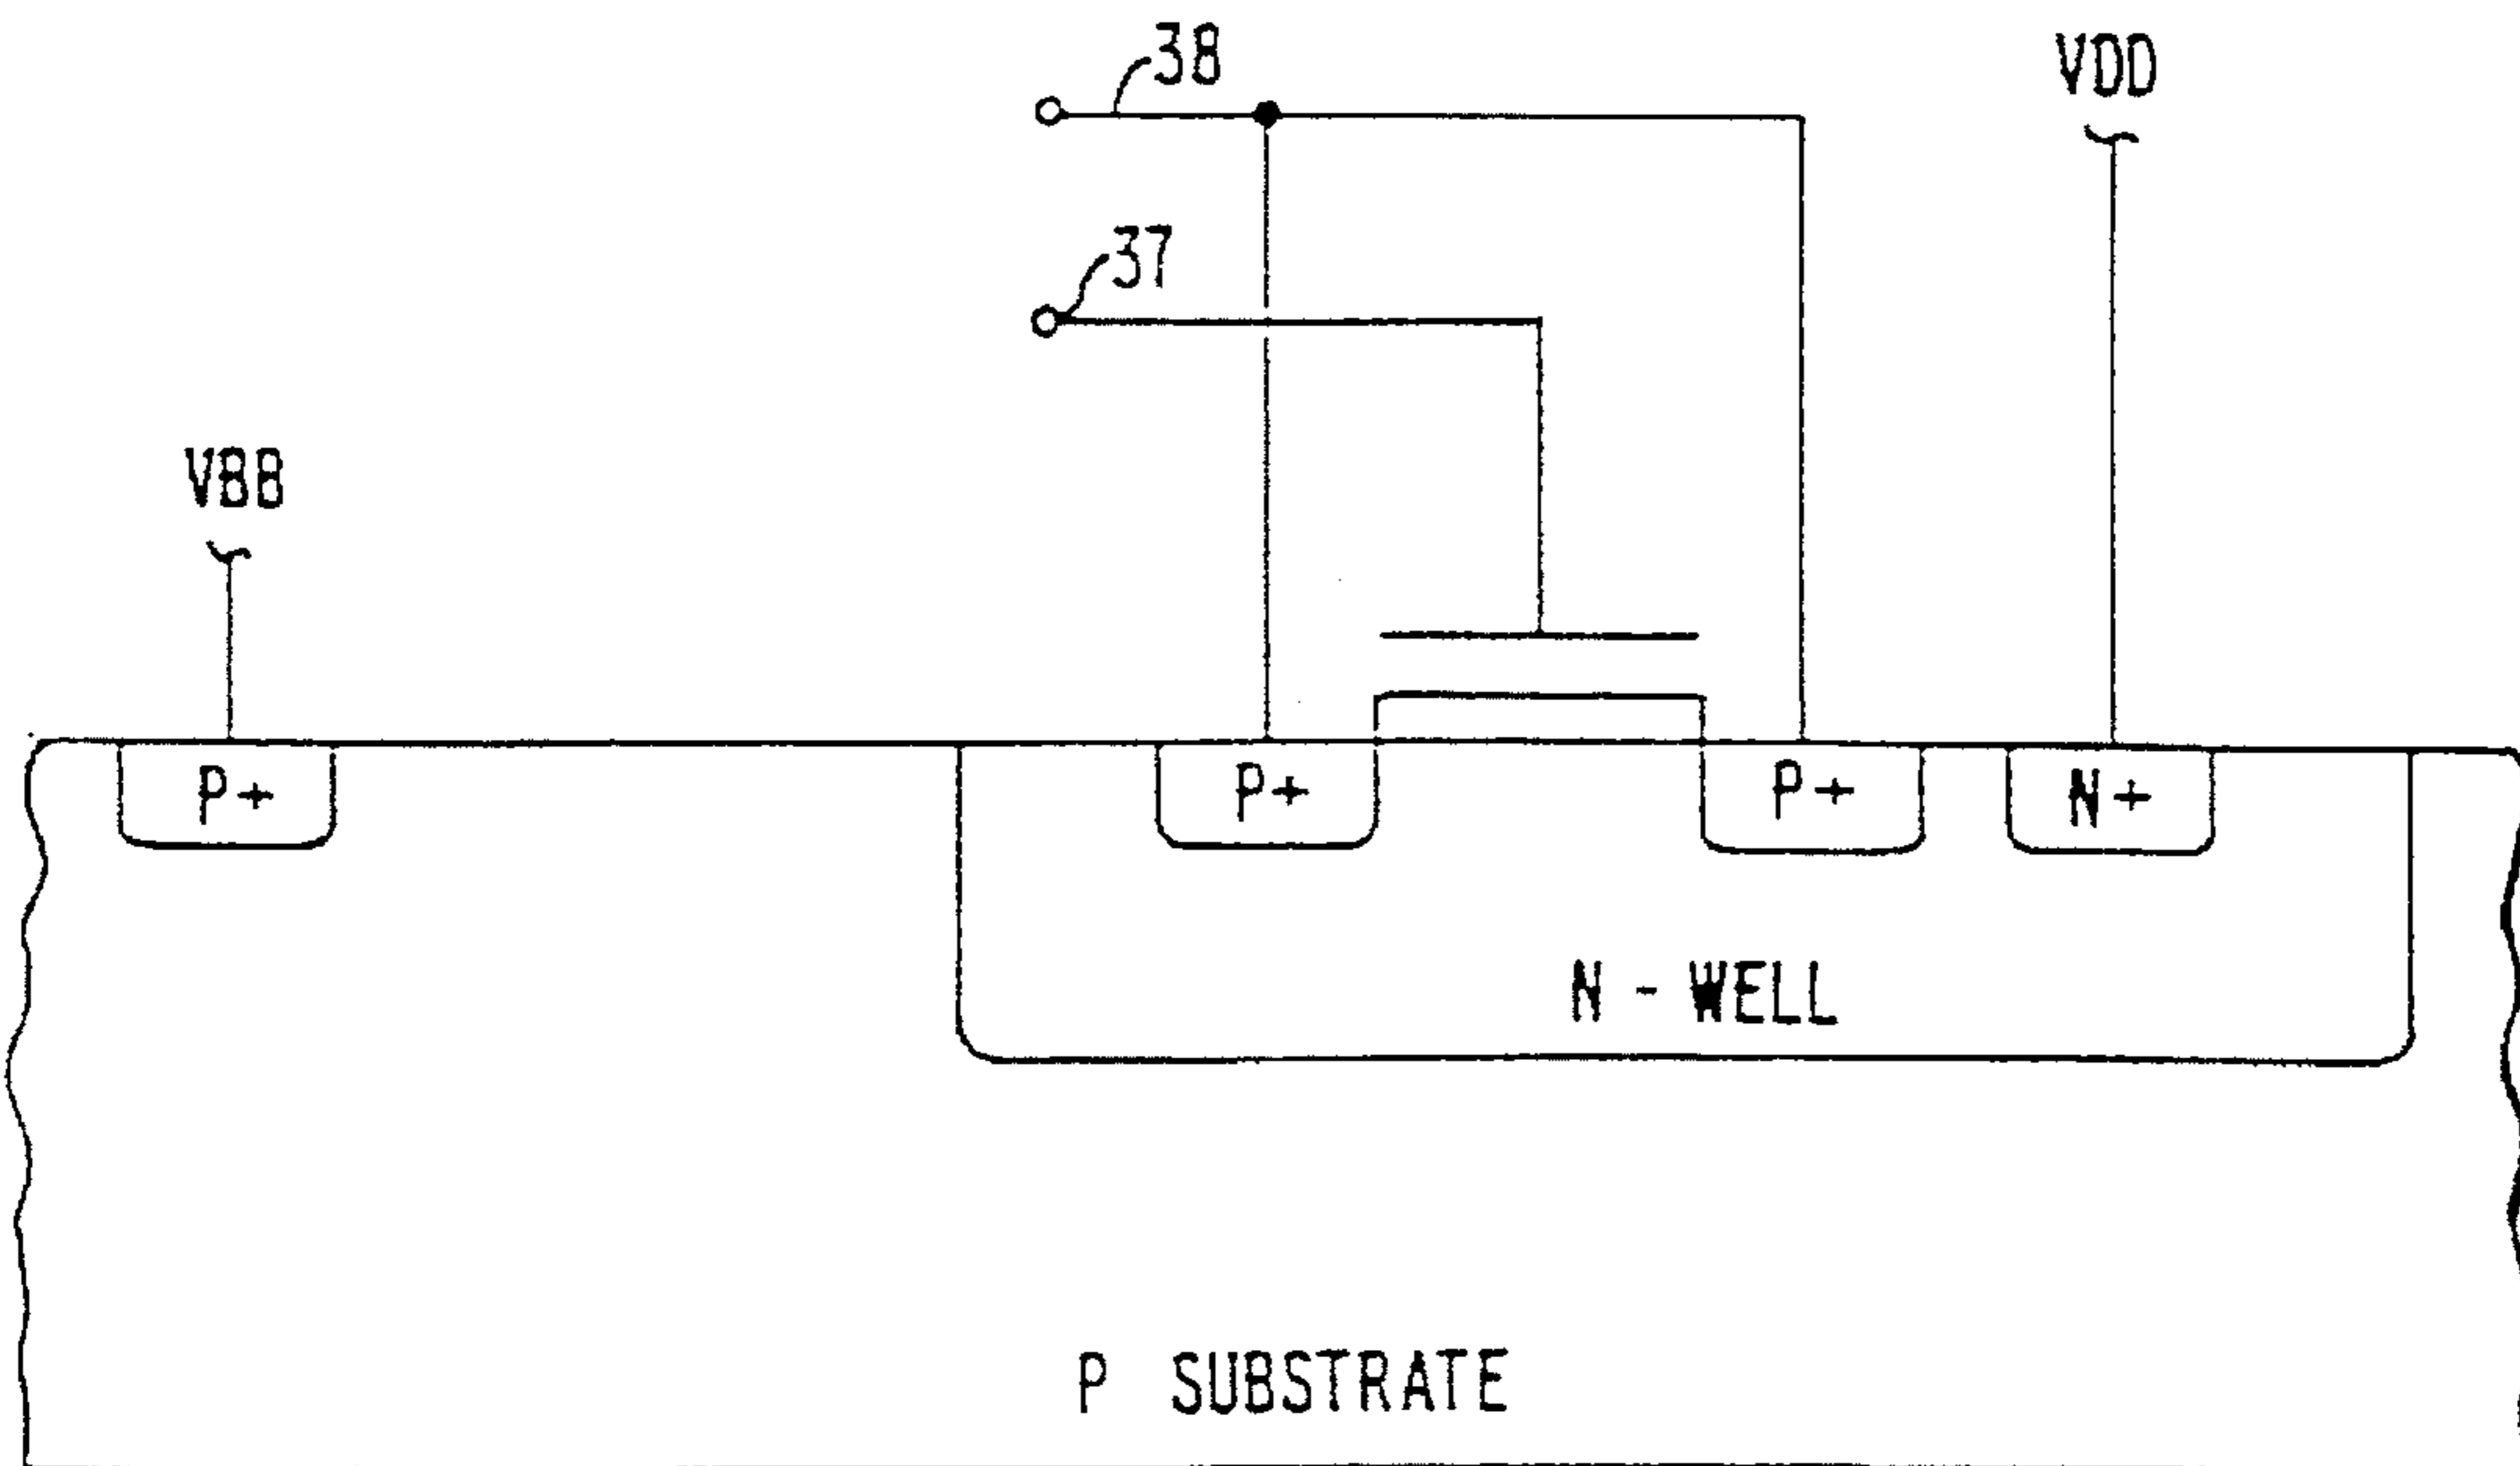 38
VDD
37
VBB
P+
P+
P+
N+
N - WELL
P SUBSTRATE